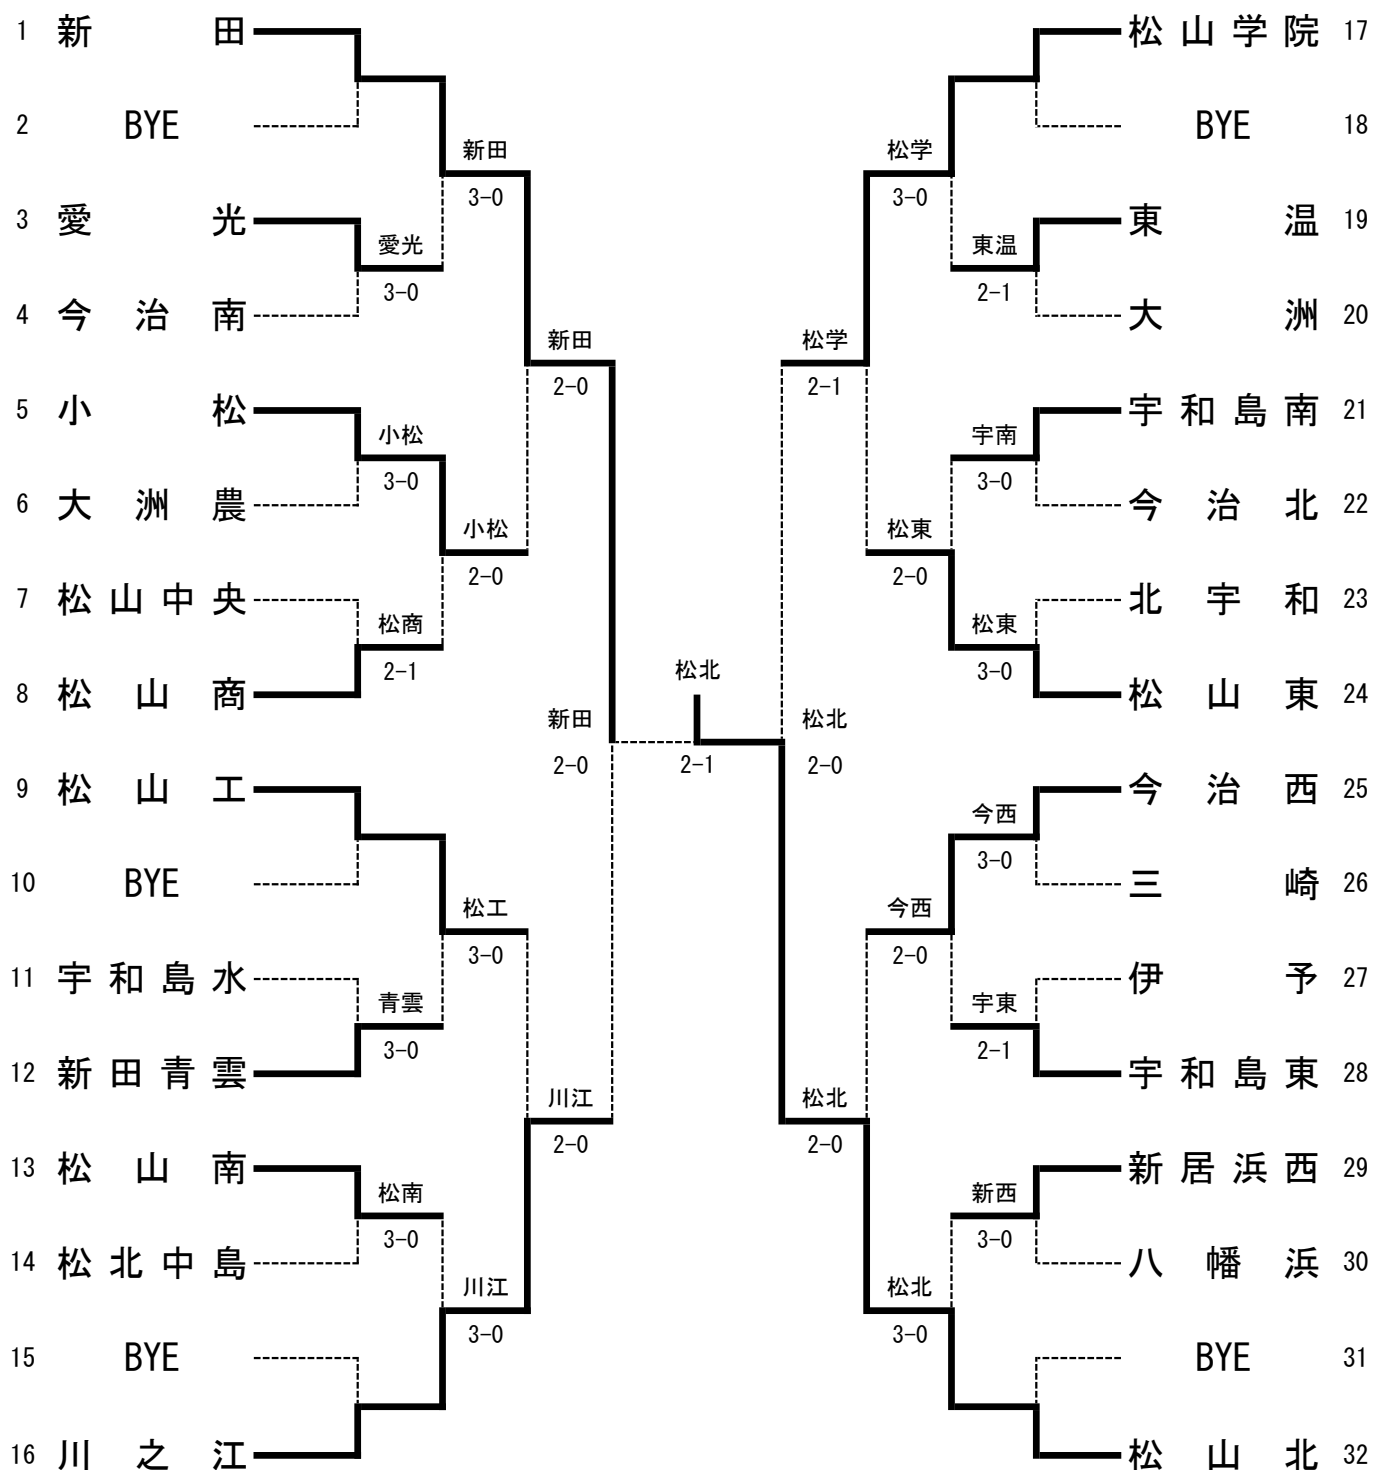 1 新田
2 BYE
3 愛光
4 今治南
5 小松
6 大洲農
7 松山中央
8 松山商
9 松山工
10 BYE
11 宇和島水
12 新田青雲
13 松山南
14 松北中島
15 BYE
16 川之江
愛光
3-0
小松
3-0
松商
2-1
青雲
3-0
松南
3-0
新田
3-0
小松
2-0
松工
3-0
川江
3-0
新田
2-0
川江
2-0
新田
2-0
松北
2-1
松北
2-0
松学
2-1
松北
2-0
松学
3-0
松東
2-0
今西
2-0
松北
3-0
東温
2-1
宇南
3-0
松東
3-0
今西
3-0
宇東
2-1
新西
3-0
松山学院 17
BYE 18
東温 19
大洲 20
宇和島南 21
今治北 22
北宇和 23
松山東 24
今治西 25
三崎 26
伊予 27
宇和島東 28
新居浜西 29
八幡浜 30
BYE 31
松山北 32